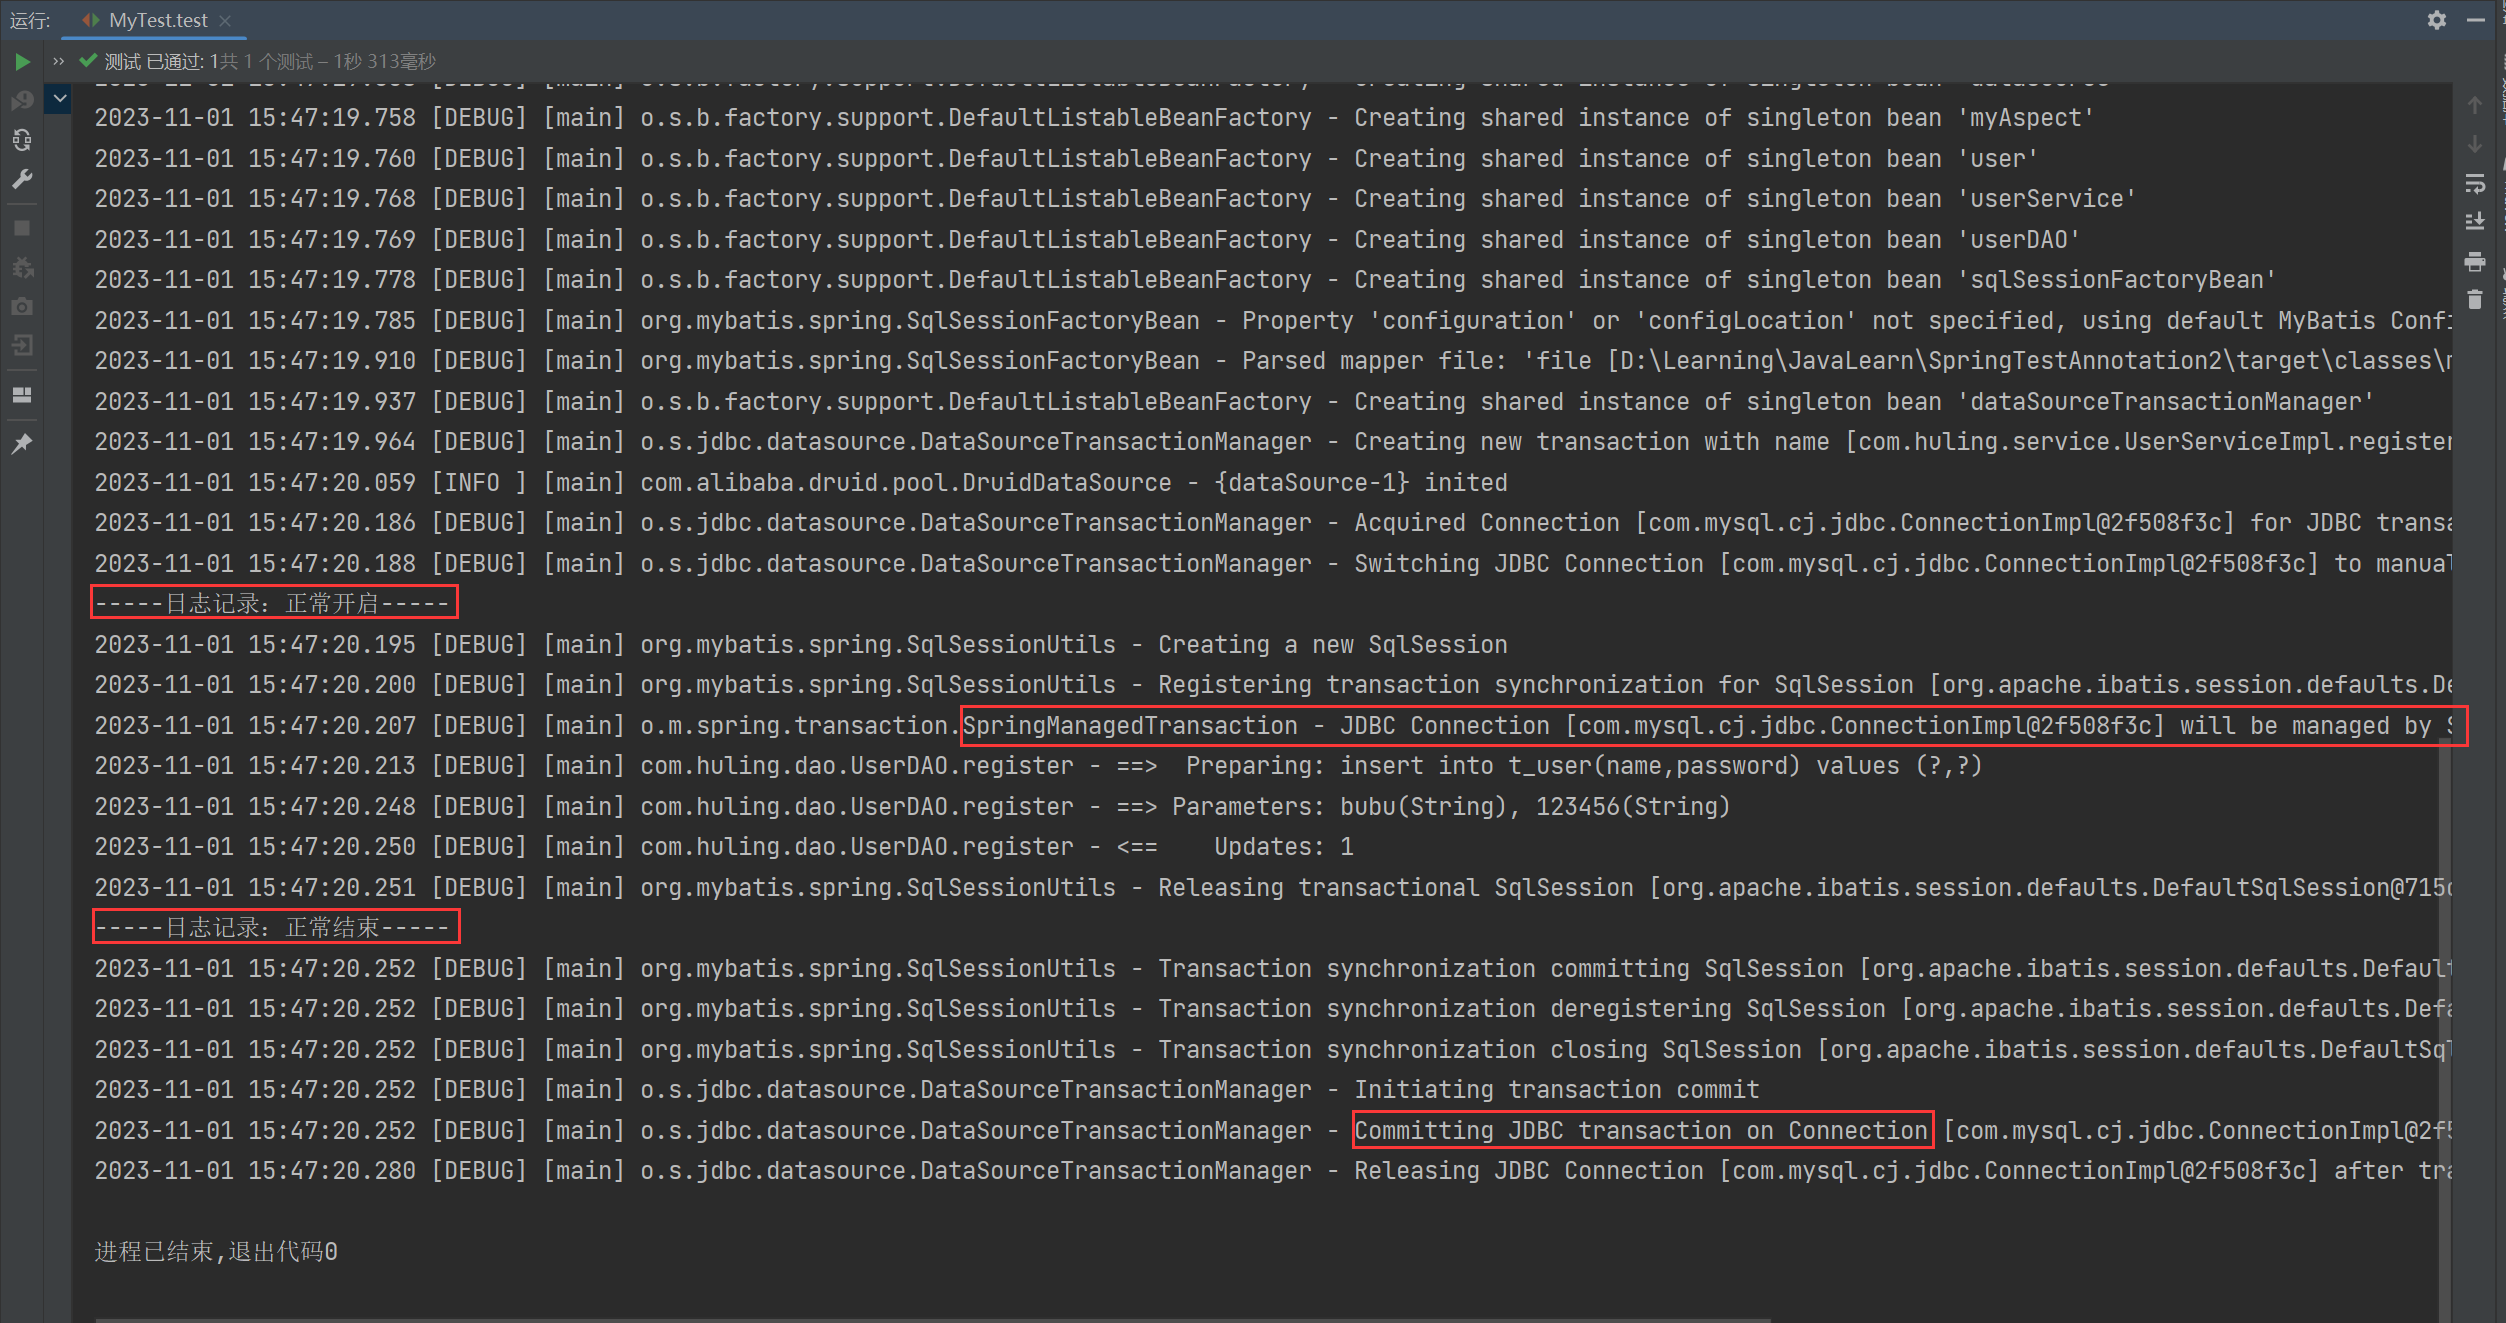 运行: MyTest.test
测试 已通过: 1共 1 个测试 – 1秒 313毫秒
2023-11-01 15:47:19.758 [DEBUG] [main] o.s.b.factory.support.DefaultListableBeanFactory - Creating shared instance of singleton bean 'myAspect'
2023-11-01 15:47:19.760 [DEBUG] [main] o.s.b.factory.support.DefaultListableBeanFactory - Creating shared instance of singleton bean 'user'
2023-11-01 15:47:19.768 [DEBUG] [main] o.s.b.factory.support.DefaultListableBeanFactory - Creating shared instance of singleton bean 'userService'
2023-11-01 15:47:19.769 [DEBUG] [main] o.s.b.factory.support.DefaultListableBeanFactory - Creating shared instance of singleton bean 'userDAO'
2023-11-01 15:47:19.778 [DEBUG] [main] o.s.b.factory.support.DefaultListableBeanFactory - Creating shared instance of singleton bean 'sqlSessionFactoryBean'
2023-11-01 15:47:19.785 [DEBUG] [main] org.mybatis.spring.SqlSessionFactoryBean - Property 'configuration' or 'configLocation' not specified, using default MyBatis Confi
2023-11-01 15:47:19.910 [DEBUG] [main] org.mybatis.spring.SqlSessionFactoryBean - Parsed mapper file: 'file [D:\Learning\JavaLearn\SpringTestAnnotation2\target\classes\
2023-11-01 15:47:19.937 [DEBUG] [main] o.s.b.factory.support.DefaultListableBeanFactory - Creating shared instance of singleton bean 'dataSourceTransactionManager'
2023-11-01 15:47:19.964 [DEBUG] [main] o.s.jdbc.datasource.DataSourceTransactionManager - Creating new transaction with name [com.huling.service.UserServiceImpl.register
2023-11-01 15:47:20.059 [INFO ] [main] com.alibaba.druid.pool.DruidDataSource - {dataSource-1} inited
2023-11-01 15:47:20.186 [DEBUG] [main] o.s.jdbc.datasource.DataSourceTransactionManager - Acquired Connection [com.mysql.cj.jdbc.ConnectionImpl@2f508f3c] for JDBC transa
2023-11-01 15:47:20.188 [DEBUG] [main] o.s.jdbc.datasource.DataSourceTransactionManager - Switching JDBC Connection [com.mysql.cj.jdbc.ConnectionImpl@2f508f3c] to manual
-----日志记录：正常开启-----
2023-11-01 15:47:20.195 [DEBUG] [main] org.mybatis.spring.SqlSessionUtils - Creating a new SqlSession
2023-11-01 15:47:20.200 [DEBUG] [main] org.mybatis.spring.SqlSessionUtils - Registering transaction synchronization for SqlSession [org.apache.ibatis.session.defaults.De
2023-11-01 15:47:20.207 [DEBUG] [main] o.m.spring.transaction.SpringManagedTransaction - JDBC Connection [com.mysql.cj.jdbc.ConnectionImpl@2f508f3c] will be managed by S
2023-11-01 15:47:20.213 [DEBUG] [main] com.huling.dao.UserDAO.register - ==>  Preparing: insert into t_user(name,password) values (?,?)
2023-11-01 15:47:20.248 [DEBUG] [main] com.huling.dao.UserDAO.register - ==> Parameters: bubu(String), 123456(String)
2023-11-01 15:47:20.250 [DEBUG] [main] com.huling.dao.UserDAO.register - <==    Updates: 1
2023-11-01 15:47:20.251 [DEBUG] [main] org.mybatis.spring.SqlSessionUtils - Releasing transactional SqlSession [org.apache.ibatis.session.defaults.DefaultSqlSession@715
-----日志记录：正常结束-----
2023-11-01 15:47:20.252 [DEBUG] [main] org.mybatis.spring.SqlSessionUtils - Transaction synchronization committing SqlSession [org.apache.ibatis.session.defaults.Default
2023-11-01 15:47:20.252 [DEBUG] [main] org.mybatis.spring.SqlSessionUtils - Transaction synchronization deregistering SqlSession [org.apache.ibatis.session.defaults.Defa
2023-11-01 15:47:20.252 [DEBUG] [main] org.mybatis.spring.SqlSessionUtils - Transaction synchronization closing SqlSession [org.apache.ibatis.session.defaults.DefaultSql
2023-11-01 15:47:20.252 [DEBUG] [main] o.s.jdbc.datasource.DataSourceTransactionManager - Initiating transaction commit
2023-11-01 15:47:20.252 [DEBUG] [main] o.s.jdbc.datasource.DataSourceTransactionManager - Committing JDBC transaction on Connection [com.mysql.cj.jdbc.ConnectionImpl@2f5
2023-11-01 15:47:20.280 [DEBUG] [main] o.s.jdbc.datasource.DataSourceTransactionManager - Releasing JDBC Connection [com.mysql.cj.jdbc.ConnectionImpl@2f508f3c] after tra
进程已结束,退出代码0